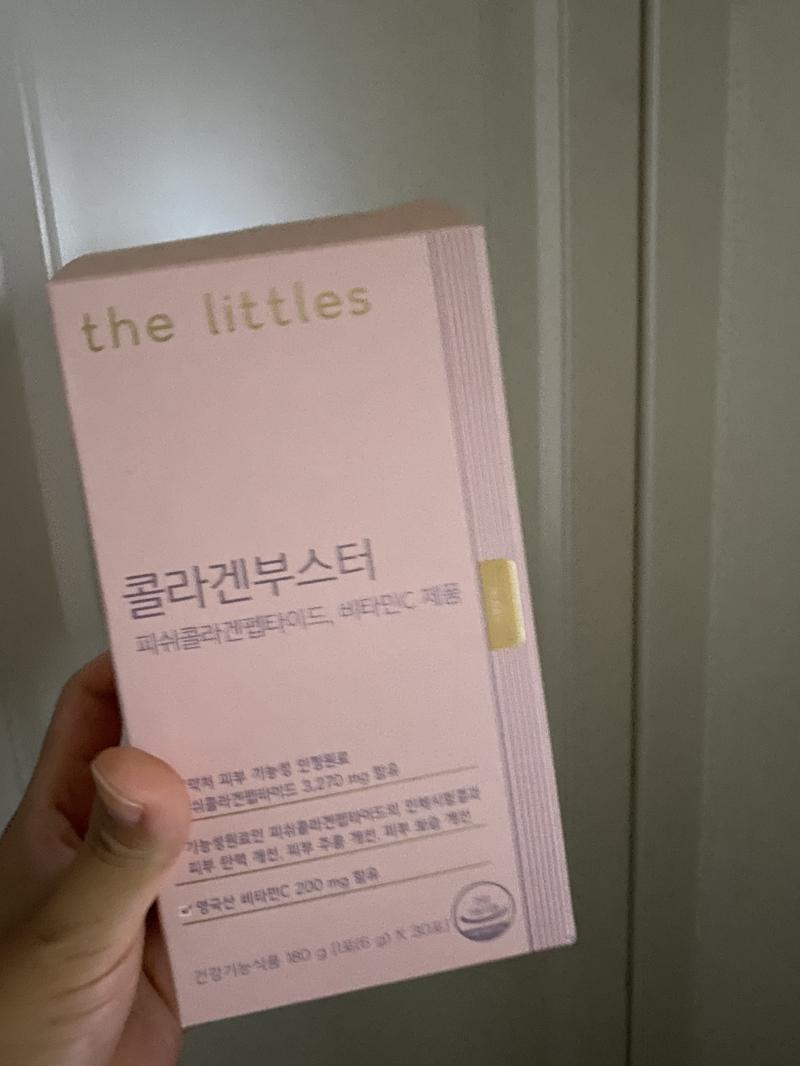 the littles
콜라겐부스터
피쉬콜라겐펩타이드, 비타민C 제품
피부 기능성 인정원료
쉬콜라겐펩타이드 3,270 mg 함유
기능성원료인 피쉬콜라겐펩타이드의 인체시험결과
피부 탄력 개선, 피부 주름 개선, 피부 보습 개선
영국산 비타민C 200 mg 함유
건강기능식품 180 g [1포(6 g) X 30포]